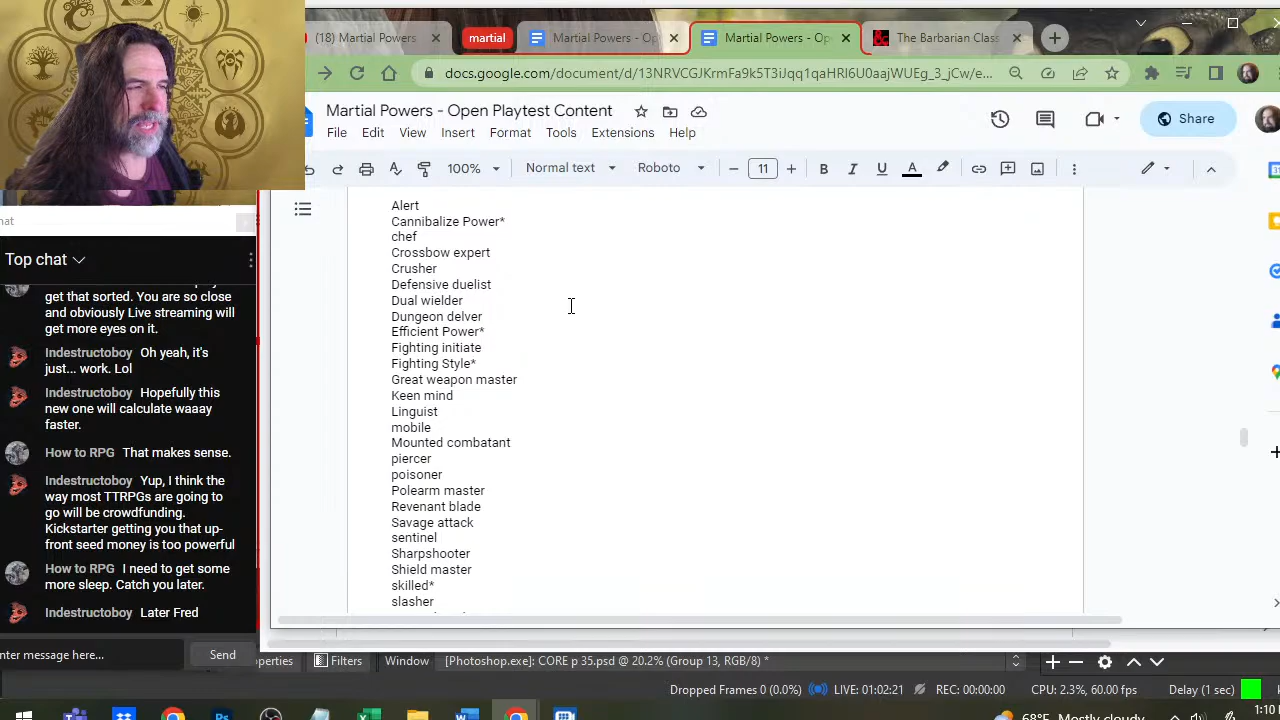 (18) Martial Powers
martial
Martial Powers - Op
Martial Powers - Op
The Barbarian Class
docs.google.com/document/d/13NRVCGJKrmFa9k5T3iJqq1qaHRI6U0aajWUEg_3_jCw/e...
Martial Powers - Open Playtest Content
File Edit View Insert Format Tools Extensions Help
Share
100% Normal text Roboto 11 B I U A
Alert
Cannibalize Power*
chef
Crossbow expert
Crusher
Defensive duelist
Dual wielder
Dungeon delver
Efficient Power*
Fighting initiate
Fighting Style*
Great weapon master
Keen mind
Linguist
mobile
Mounted combatant
piercer
poisoner
Polearm master
Revenant blade
Savage attack
sentinel
Sharpshooter
Shield master
skilled*
slasher
hat
Top chat
get that sorted. You are so close
and obviously Live streaming will
get more eyes on it.
Indestructoboy Oh yeah, it's
just... work. Lol
Indestructoboy Hopefully this
new one will calculate waaay
faster.
How to RPG That makes sense.
Indestructoboy Yup, I think the
way most TTRPGs are going to
go will be crowdfunding.
Kickstarter getting you that up-
front seed money is too powerful
How to RPG I need to get some
more sleep. Catch you later.
Indestructoboy Later Fred
nter message here...
Send
operties Filters Window [Photoshop.exe]: CORE p 35.psd @ 20.2% (Group 13, RGB/8) *
Dropped Frames 0 (0.0%) LIVE: 01:02:21 REC: 00:00:00 CPU: 2.3%, 60.00 fps Delay (1 sec)
68°F Mostly cloudy
1:10